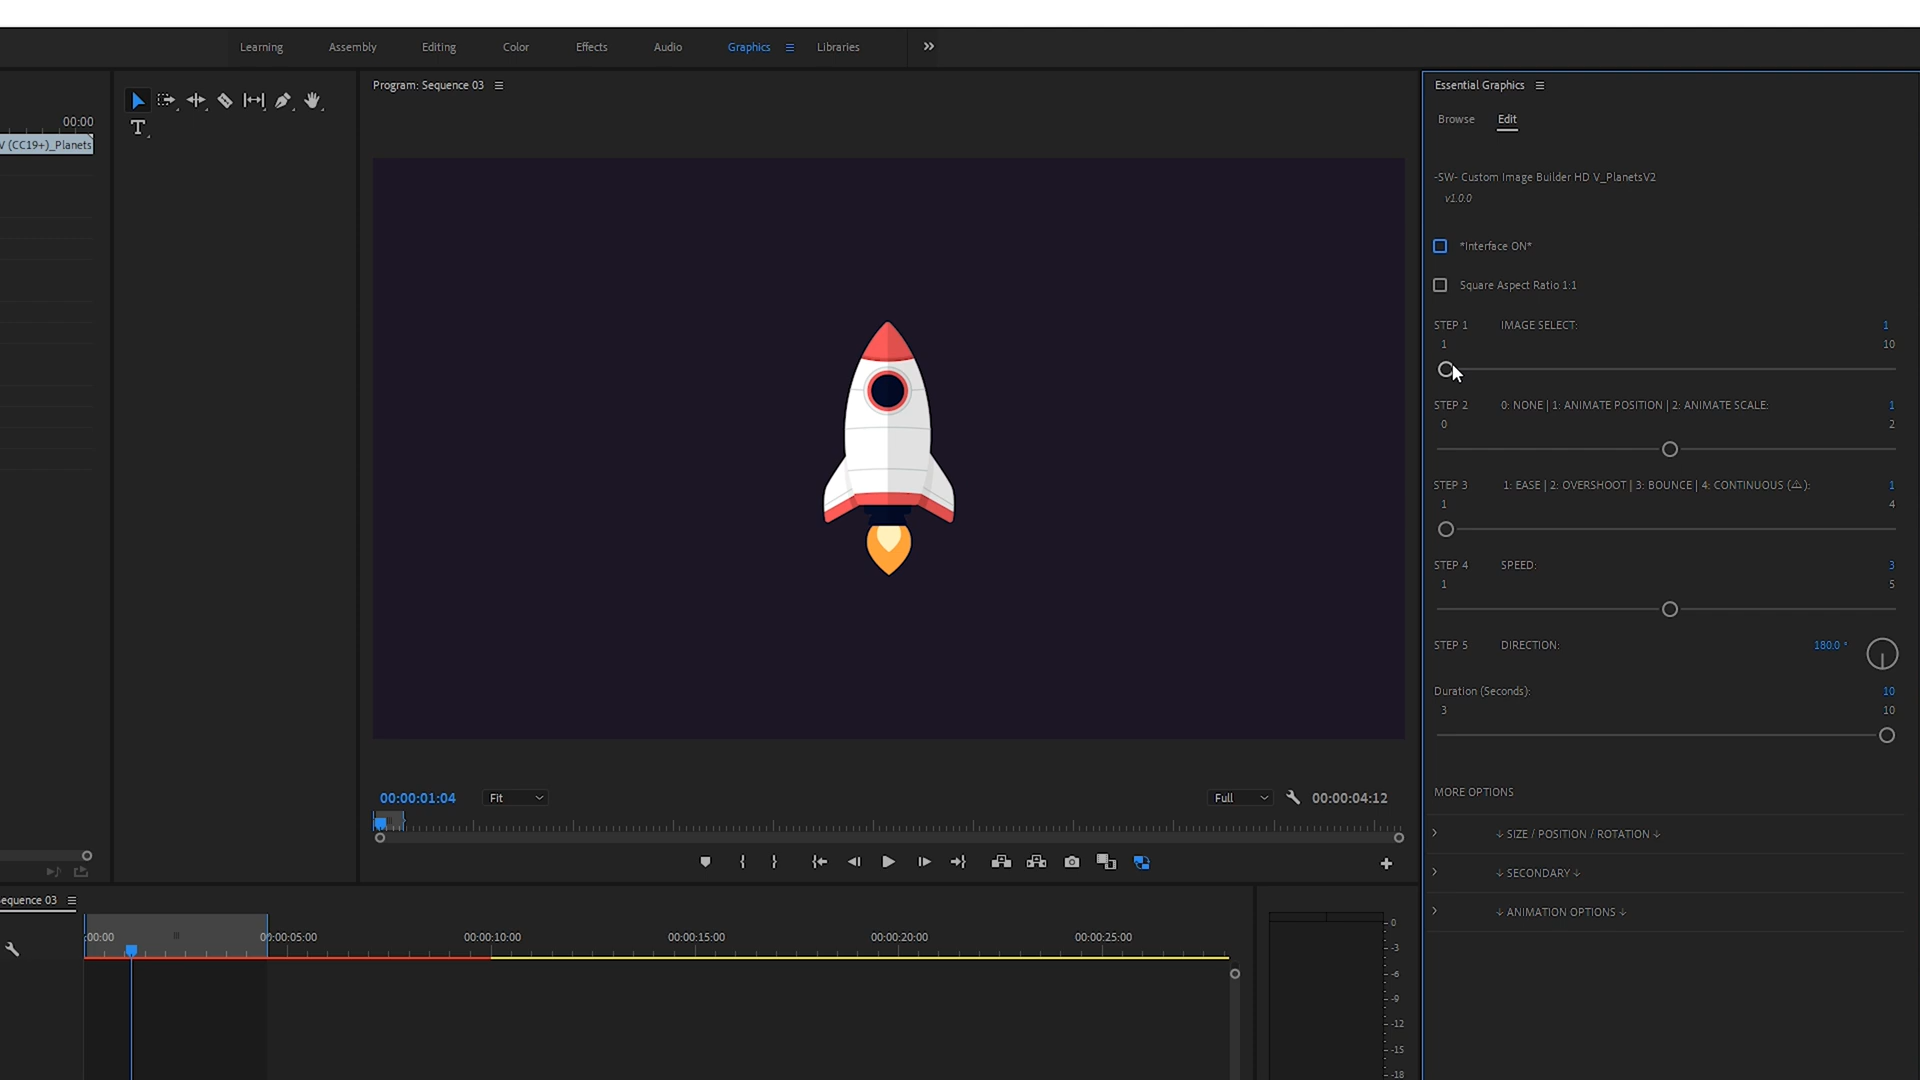 Learning Assembly Editing Color Effects Audio Graphics Libraries
Program: Sequence 03
Essential Graphics
Browse Edit
00:00
V (CC19+)_Planets
T
-SW- Custom Image Builder HD V_PlanetsV2
v1.0.0
*Interface ON*
Square Aspect Ratio 1:1
STEP 1 IMAGE SELECT: 1
1 10
STEP 2 0: NONE | 1: ANIMATE POSITION | 2: ANIMATE SCALE: 1
0 2
STEP 3 1: EASE | 2: OVERSHOOT | 3: BOUNCE | 4: CONTINUOUS (⚠): 1
1 4
STEP 4 SPEED: 3
1 5
STEP 5 DIRECTION: 180.0 °
Duration (Seconds): 10
3 10
MORE OPTIONS
↓ SIZE / POSITION / ROTATION ↓
↓ SECONDARY ↓
↓ ANIMATION OPTIONS ↓
00:00:01:04 Fit Full 00:00:04:12
equence 03
:00:00 00:00:05:00 00:00:10:00 00:00:15:00 00:00:20:00 00:00:25:00
0
-3
-6
-9
-12
-15
-18